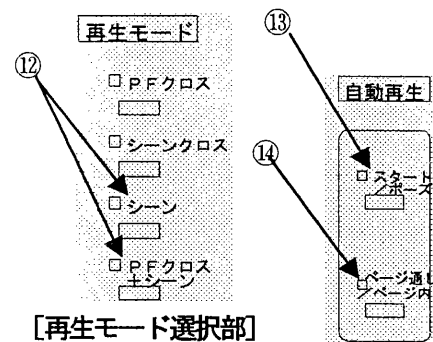 再生モード
⑫
PFクロス
シーンクロス
シーン
PFクロス
+シーン
[再生モード選択部]
⑬
自動再生
⑭
スタート
/ポーズ
ページ通し
/ページ内